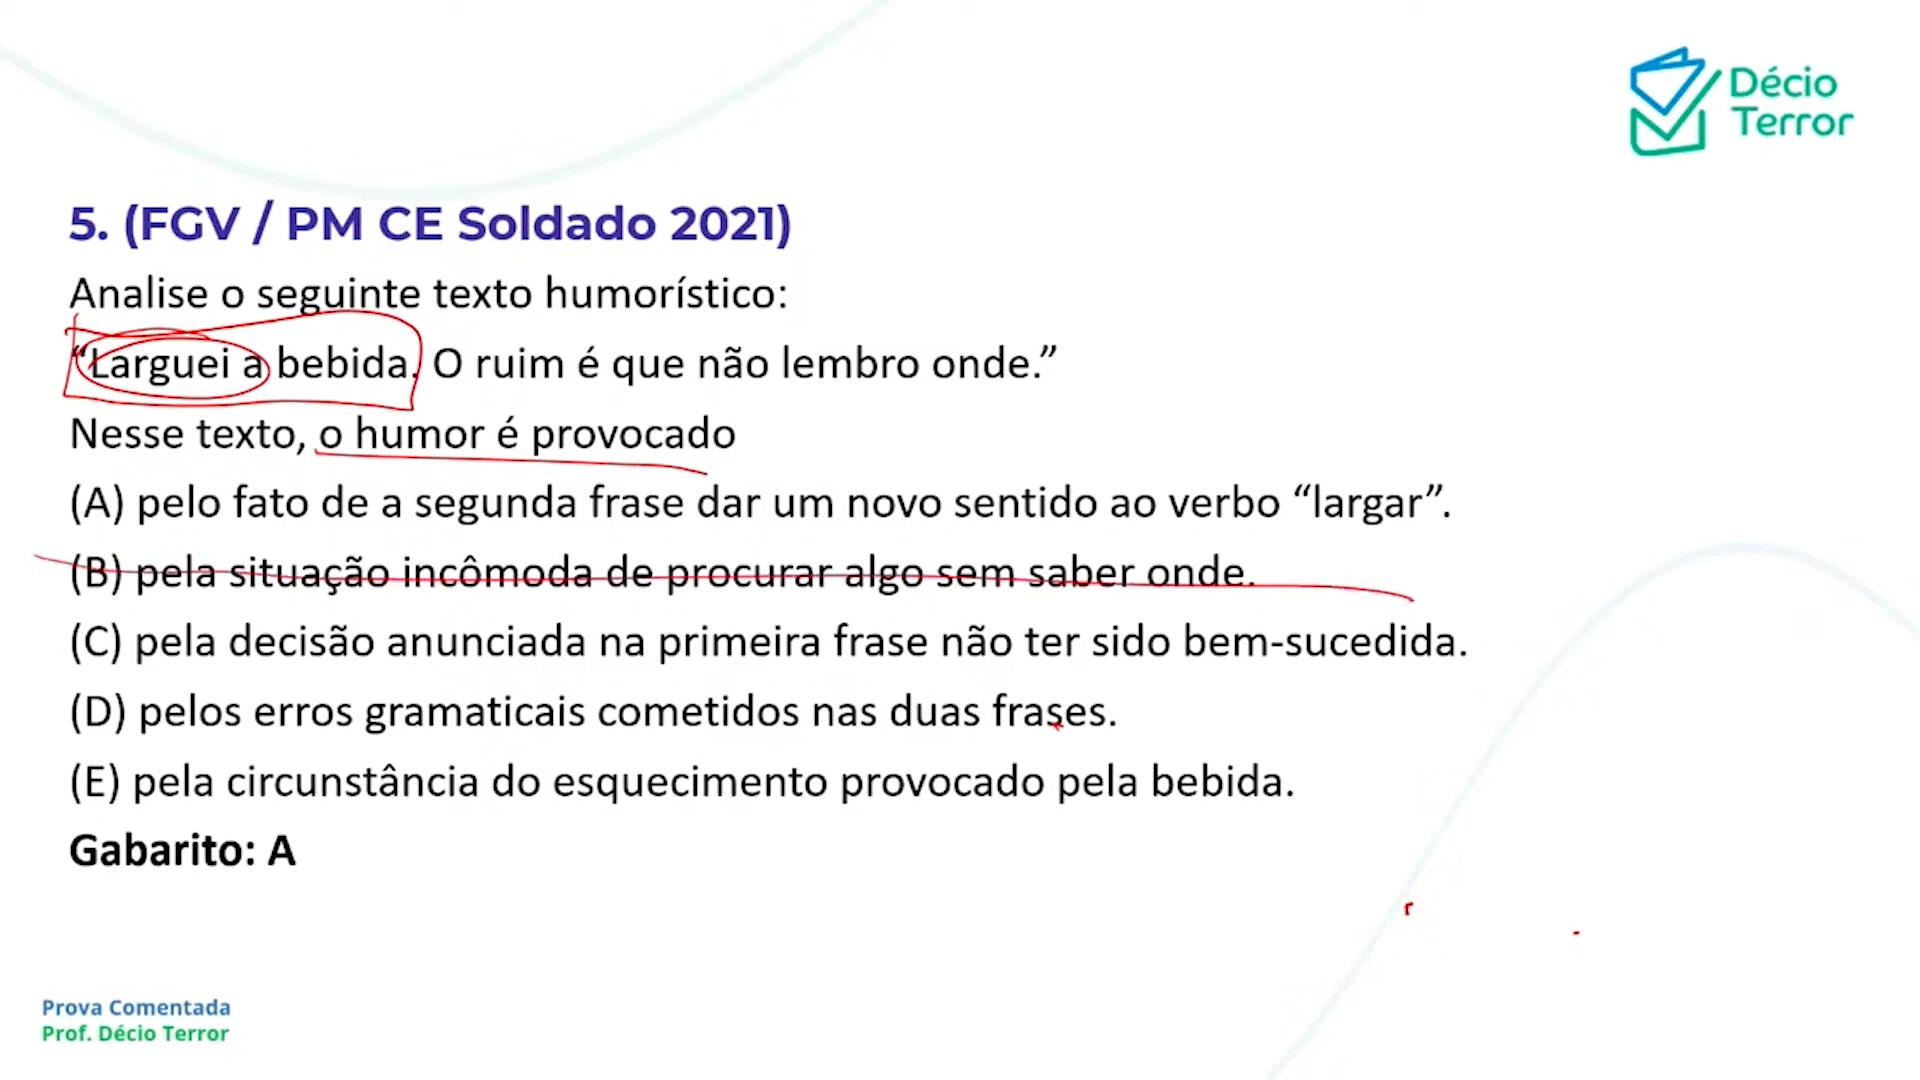 Décio
Terror
5. (FGV / PM CE Soldado 2021)
Analise o seguinte texto humorístico:
“Larguei a bebida. O ruim é que não lembro onde.”
Nesse texto, o humor é provocado
(A) pelo fato de a segunda frase dar um novo sentido ao verbo “largar”.
(B) pela situação incômoda de procurar algo sem saber onde.
(C) pela decisão anunciada na primeira frase não ter sido bem-sucedida.
(D) pelos erros gramaticais cometidos nas duas frases.
(E) pela circunstância do esquecimento provocado pela bebida.
Gabarito: A
Prova Comentada
Prof. Décio Terror